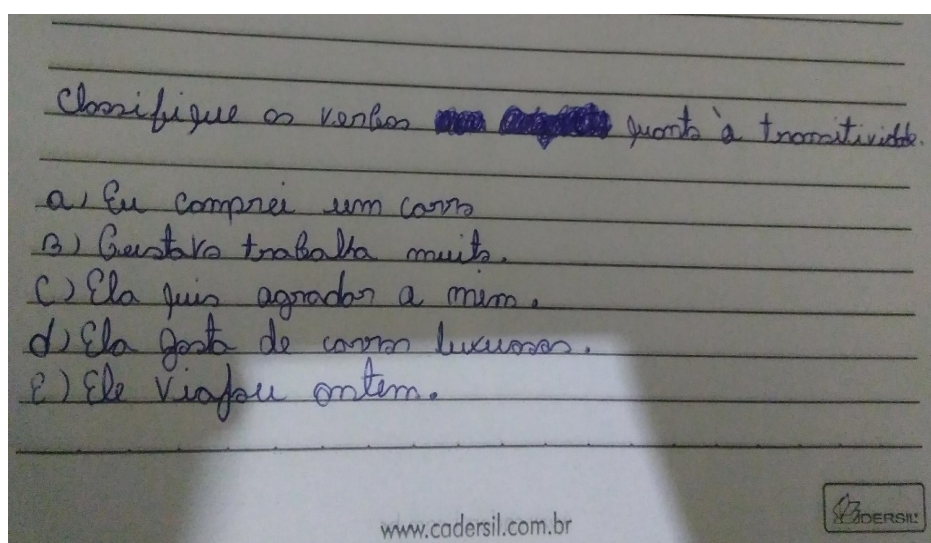 Classifique os verbos quanto à transitividade.
a) Eu comprei um carro
B) Gustavo trabalha muito.
C) Ela quis agradar a mim.
d) Ela gosta de carros luxuosos.
E) Ele viajou ontem.
www.cadersil.com.br
CADERSIL